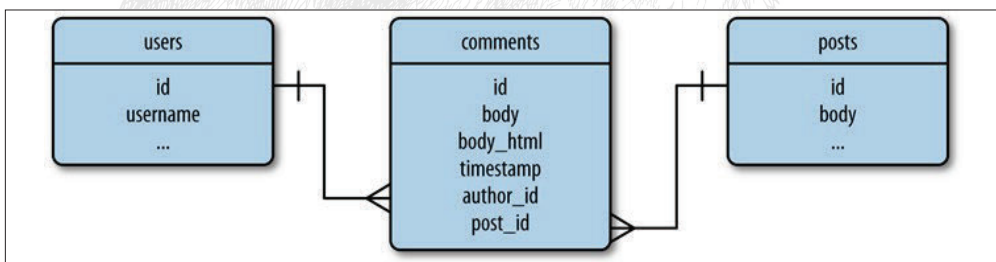 users
id
username
...
comments
id
body
body_html
timestamp
author_id
post_id
posts
id
body
...